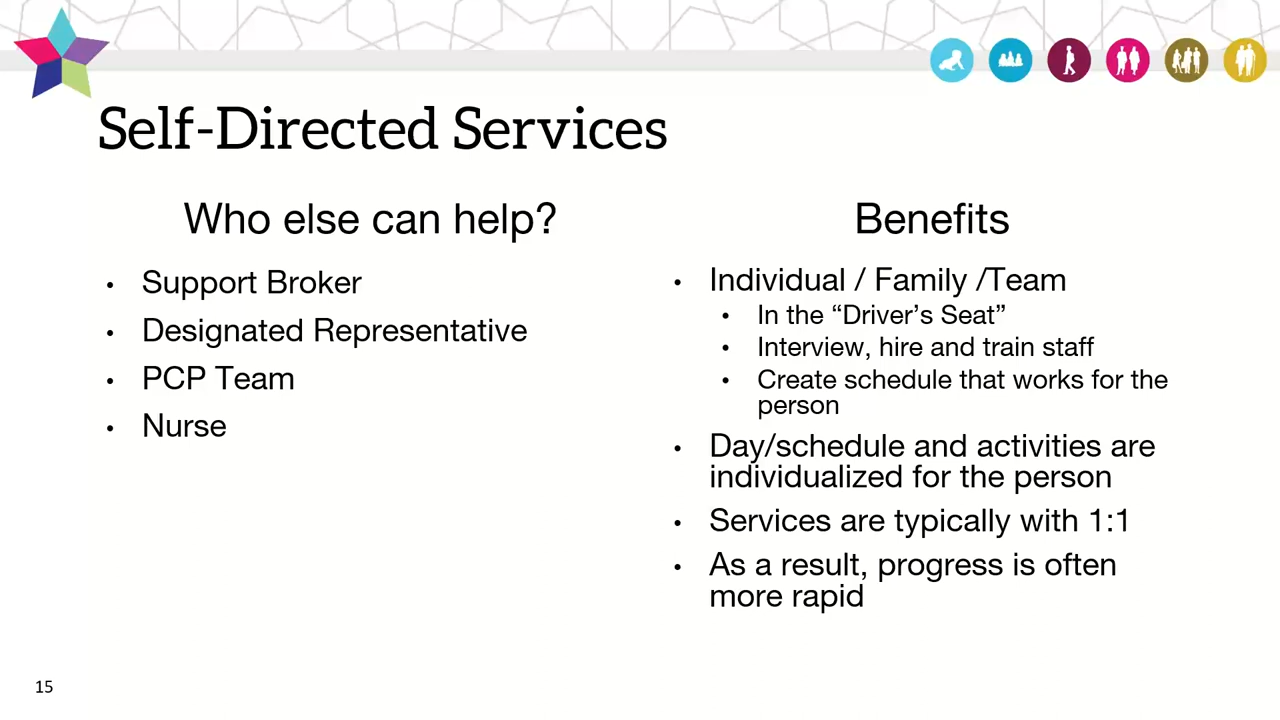 Self-Directed Services
Who else can help?
• Support Broker
• Designated Representative
• PCP Team
• Nurse
Benefits
• Individual / Family /Team
• In the “Driver’s Seat”
• Interview, hire and train staff
• Create schedule that works for the
person
• Day/schedule and activities are
individualized for the person
• Services are typically with 1:1
• As a result, progress is often
more rapid
15